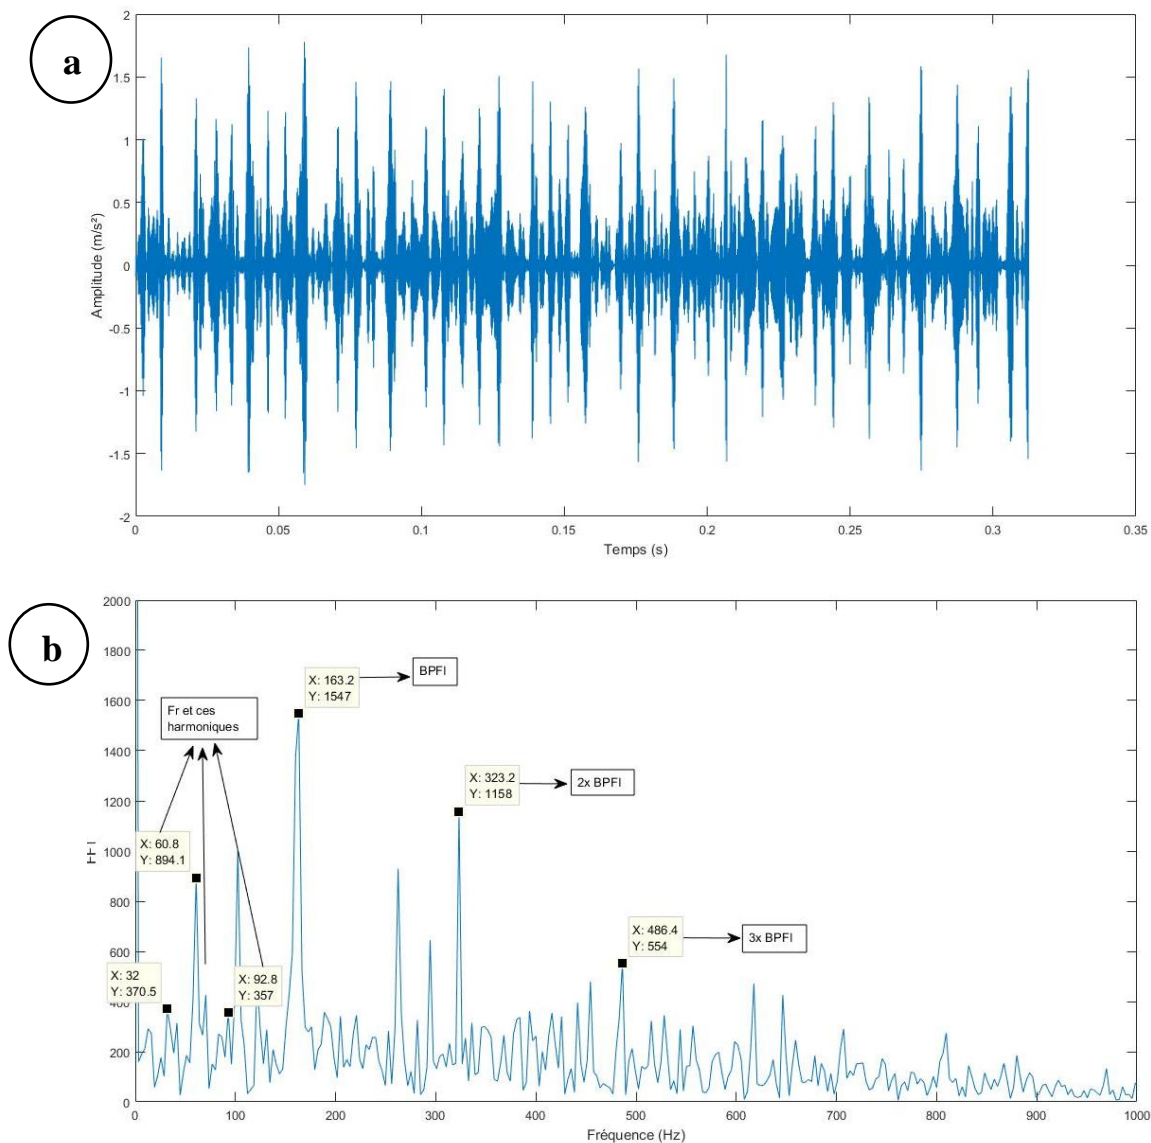 a
2
1.5
1
0.5
0
-0.5
-1
-1.5
-2
Amplitude (m/s²)
0
0.05
0.1
0.15
0.2
0.25
0.3
0.35
Temps (s)
b
2000
1800
1600
1400
1200
1000
800
600
400
200
0
X: 163.2
Y: 1547
BPFI
Fr et ces
harmoniques
X: 323.2
Y: 1158
2x BPFI
X: 60.8
Y: 894.1
X: 486.4
Y: 554
3x BPFI
X: 32
Y: 370.5
X: 92.8
Y: 357
0
100
200
300
400
500
600
700
800
900
1000
Fréquence (Hz)